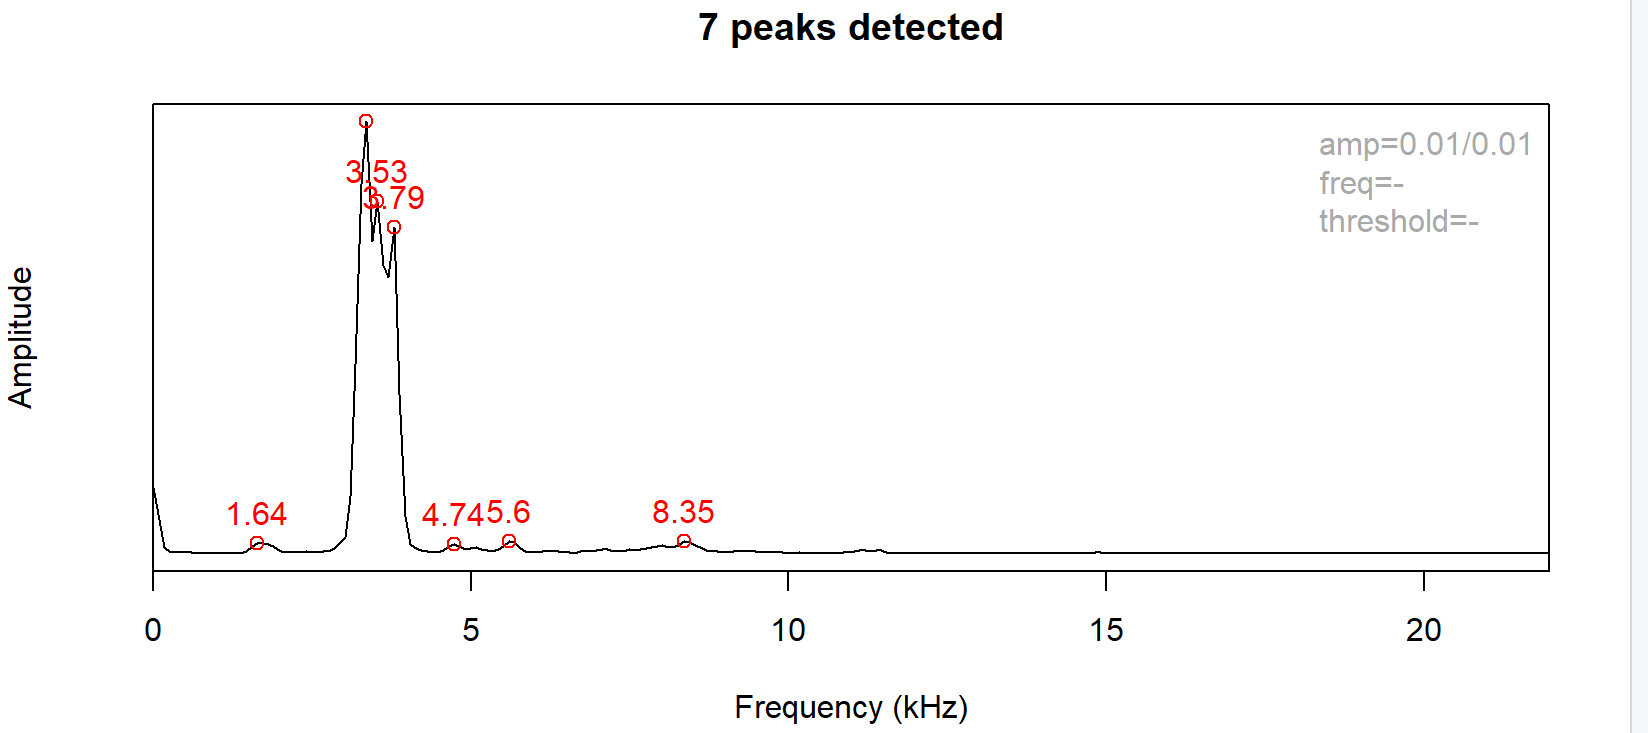 7 peaks detected
amp=0.01/0.01
freq=-
threshold=-
3.53
3.79
1.64
4.74
5.6
8.35
Amplitude
0
5
10
15
20
Frequency (kHz)